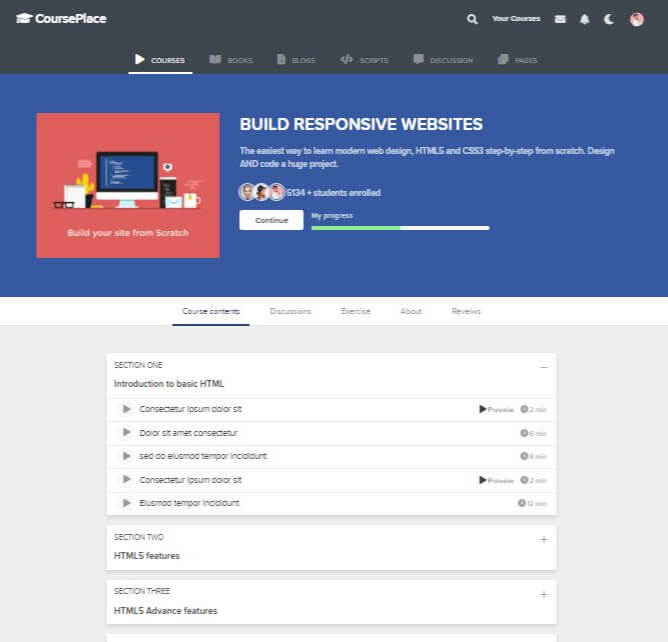 CoursePlace
Your Courses
COURSES
BOOKS
BLOGS
SCRIPTS
DISCUSSION
PAGES
Build your site from Scratch
BUILD RESPONSIVE WEBSITES
The easiest way to learn modern web design, HTML5 and CSS3 step-by-step from scratch. Design
AND code a huge project.
5134 + students enrolled
Continue
My progress
Course contents
Discussions
Exercise
About
Reveiws
SECTION ONE
Introduction to basic HTML
Consectetur ipsum dolor sit Preveiw 2 min
Dolor sit amet consectetur 6 min
sed do eiusmod tempor incididunt 8 min
Consectetur ipsum dolor sit Preveiw 2 min
Eiusmod tempor incididunt 12 min
SECTION TWO
HTML5 features
SECTION THREE
HTML5 Advance features